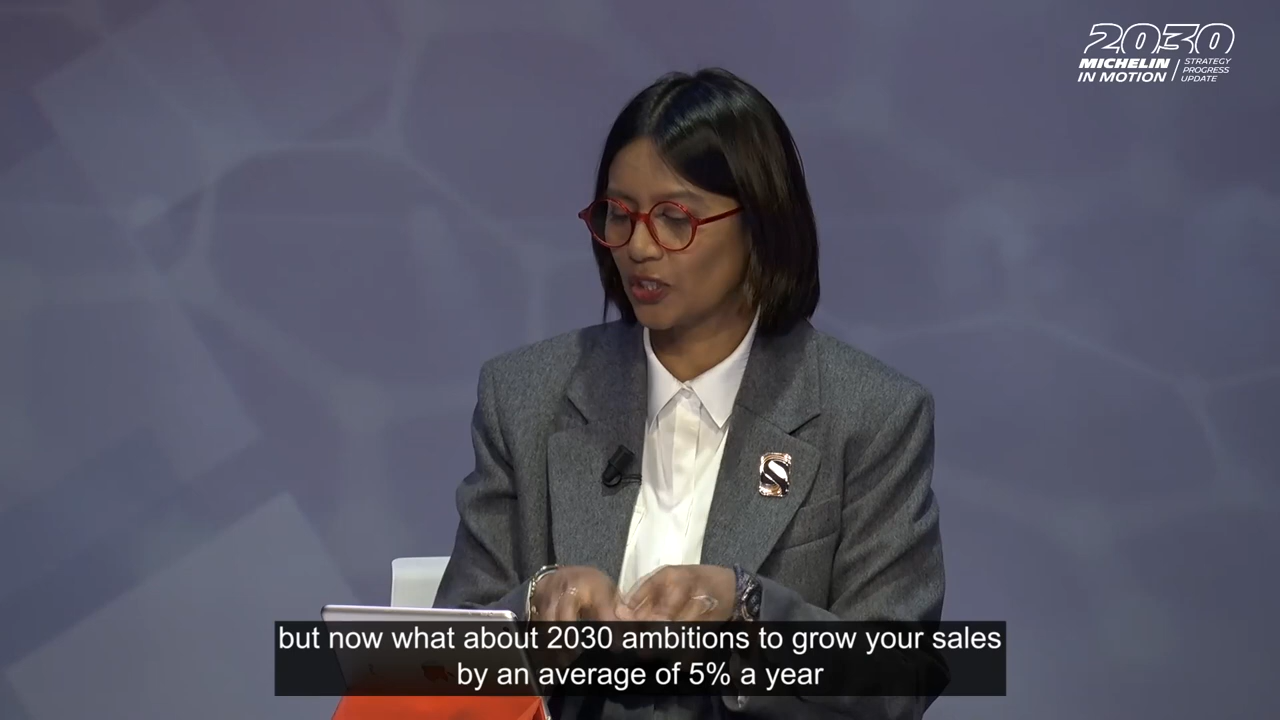 2030
MICHELIN
IN MOTION
STRATEGY
PROGRESS
UPDATE
S
but now what about 2030 ambitions to grow your sales
by an average of 5% a year